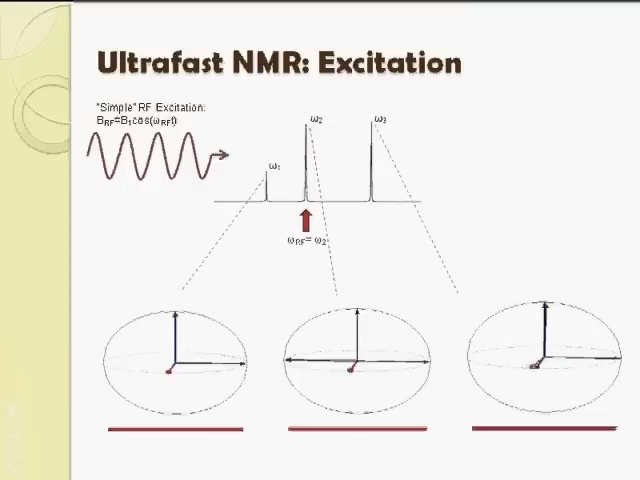 Ultrafast NMR: Excitation
"Simple" RF Excitation:
B_RF=B_1cos(ω_RFt)
ω_2
ω_3
ω_1
ω_RF= ω_2